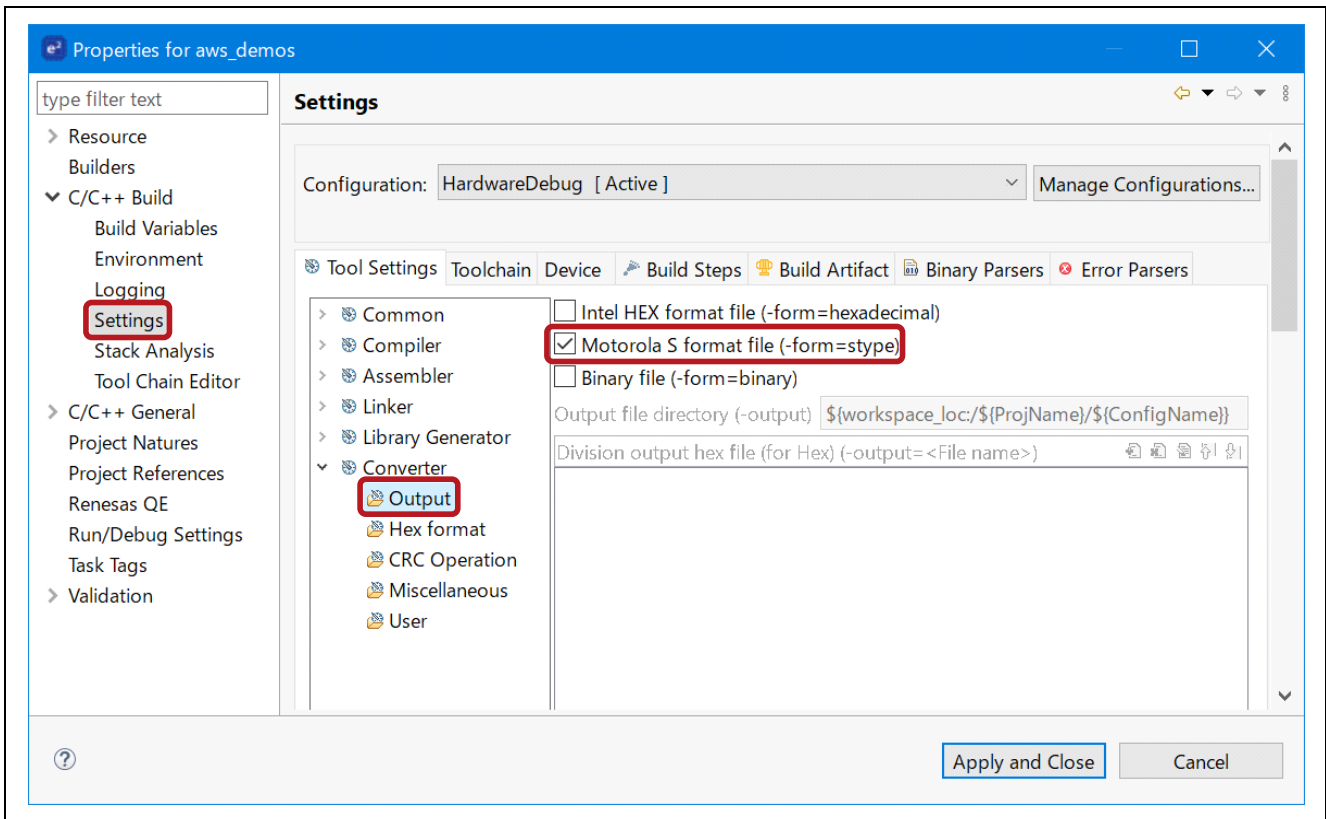 e² Properties for aws_demos
type filter text
Resource
Builders
C/C++ Build
Build Variables
Environment
Logging
Settings
Stack Analysis
Tool Chain Editor
C/C++ General
Project Natures
Project References
Renesas QE
Run/Debug Settings
Task Tags
Validation
Settings
Configuration: HardwareDebug [ Active ] Manage Configurations...
Tool Settings Toolchain Device Build Steps Build Artifact Binary Parsers Error Parsers
Common
Compiler
Assembler
Linker
Library Generator
Converter
Output
Hex format
CRC Operation
Miscellaneous
User
Intel HEX format file (-form=hexadecimal)
Motorola S format file (-form=stype)
Binary file (-form=binary)
Output file directory (-output) ${workspace_loc:/${ProjName}/${ConfigName}}
Division output hex file (for Hex) (-output=<File name>)
? Apply and Close Cancel